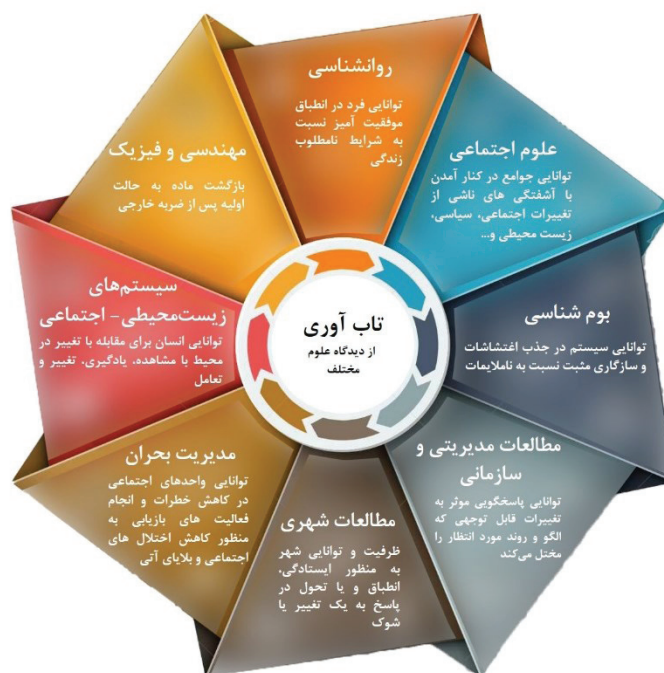 تاب آوری
از دیدگاه علوم
مختلف
روانشناسی
توانایی فرد در انطباق
موفقیت آمیز نسبت
به شرایط نامطلوب
زندگی
علوم اجتماعی
توانایی جوامع در کنار آمدن
با آشفتگی های ناشی از
تغییرات اجتماعی، سیاسی،
زیست محیطی و...
بوم شناسی
توانایی سیستم در جذب اغتشاشات
و سازگاری مثبت نسبت به ناملایمات
مطالعات مدیریتی و
سازمانی
توانایی پاسخگویی موثر به
تغییرات قابل توجهی که
الگو و روند مورد انتظار را
مختل می‌کند
مطالعات شهری
ظرفیت و توانایی شهر
به منظور ایستادگی،
انطباق و یا تحول در
پاسخ به یک تغییر یا
شوک
مدیریت بحران
توانایی واحدهای اجتماعی
در کاهش خطرات و انجام
فعالیت های بازیابی به
منظور کاهش اختلال های
اجتماعی و بلایای آتی
سیستم‌های
زیست‌محیطی- اجتماعی
توانایی انسان برای مقابله با تغییر در
محیط با مشاهده، یادگیری، تغییر و
تعامل
مهندسی و فیزیک
بازگشت ماده به حالت
اولیه پس از ضربه خارجی